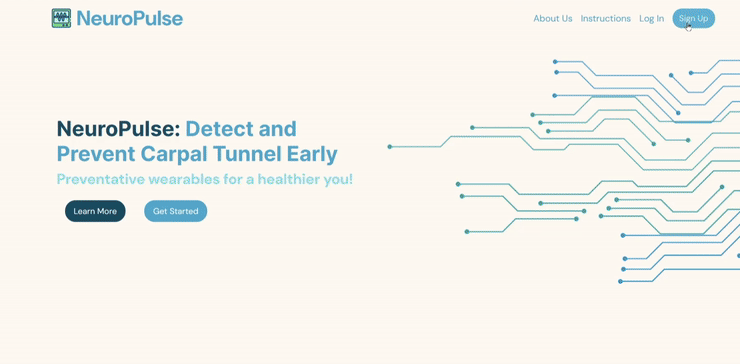 NeuroPulse
About Us Instructions Log In Sign Up
NeuroPulse: Detect and
Prevent Carpal Tunnel Early
Preventative wearables for a healthier you!
Learn More Get Started